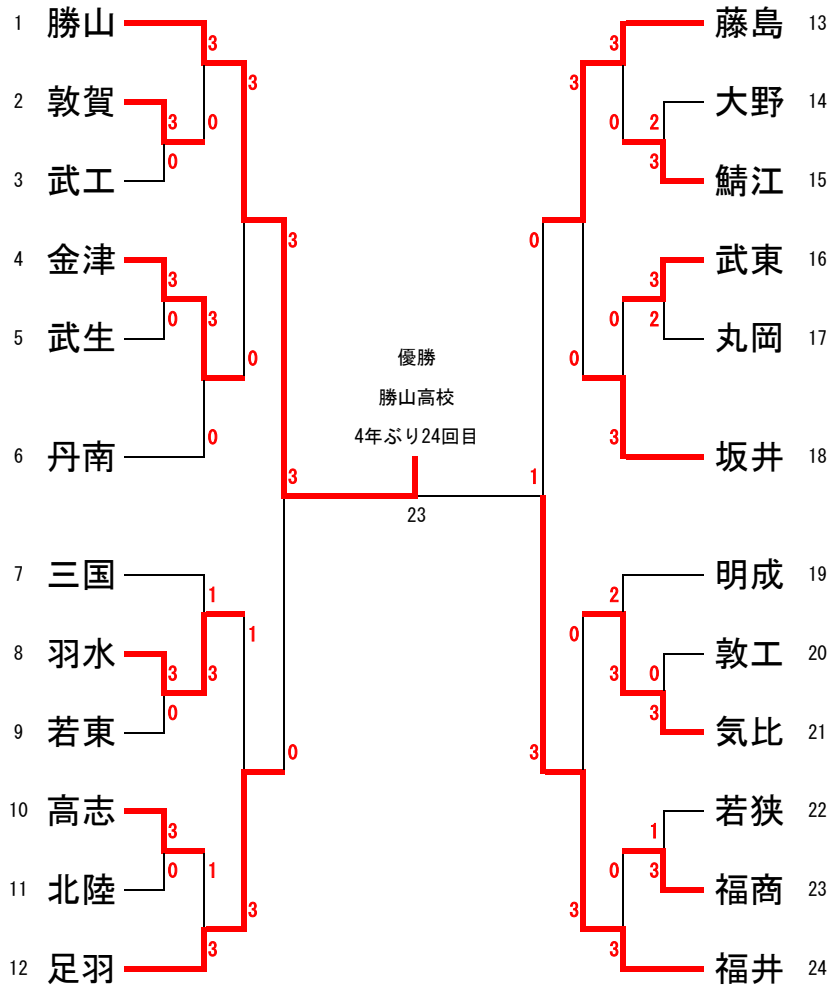 1 勝山
3
3
2 敦賀
3
0
0
3 武工
3
4 金津
3
0
3
5 武生
0
6 丹南
0
3
7 三国
1
1
8 羽水
3
3
0
9 若東
0
10 高志
3
0
1
11 北陸
3
12 足羽
3
優勝
勝山高校
4年ぶり24回目
23
藤島 13
3
3
大野 14
0
2
3
鯖江 15
0
武東 16
3
0
2
丸岡 17
0
坂井 18
3
1
明成 19
2
0
敦工 20
3
0
3
気比 21
3
若狭 22
1
0
3
福商 23
3
福井 24
3